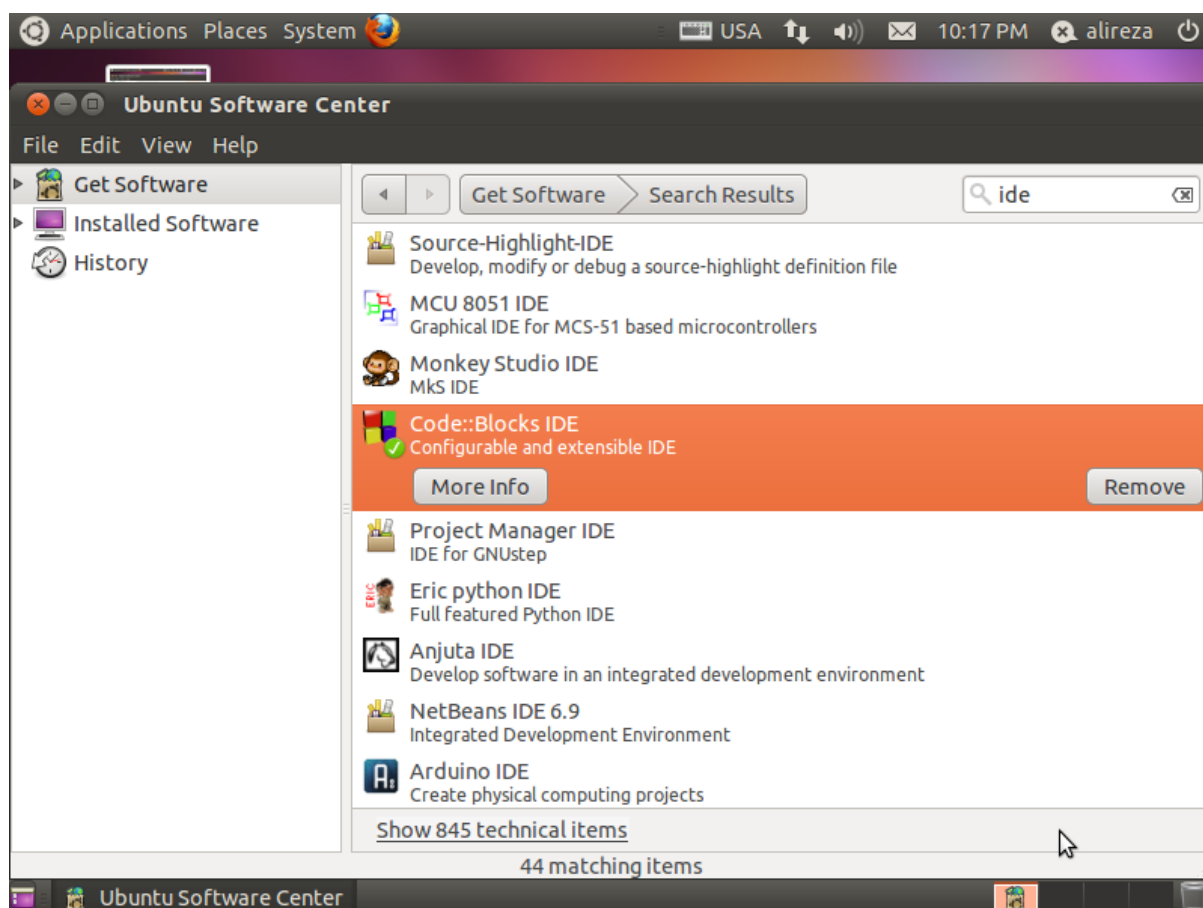 Applications Places System USA 10:17 PM alireza
Ubuntu Software Center
File Edit View Help
Get Software
Installed Software
History
Get Software Search Results ide
Source-Highlight-IDE
Develop, modify or debug a source-highlight definition file
MCU 8051 IDE
Graphical IDE for MCS-51 based microcontrollers
Monkey Studio IDE
MkS IDE
Code::Blocks IDE
Configurable and extensible IDE
More Info Remove
Project Manager IDE
IDE for GNUstep
ERIC
Eric python IDE
Full featured Python IDE
Anjuta IDE
Develop software in an integrated development environment
NetBeans IDE 6.9
Integrated Development Environment
Arduino IDE
Create physical computing projects
Show 845 technical items
44 matching items
Ubuntu Software Center